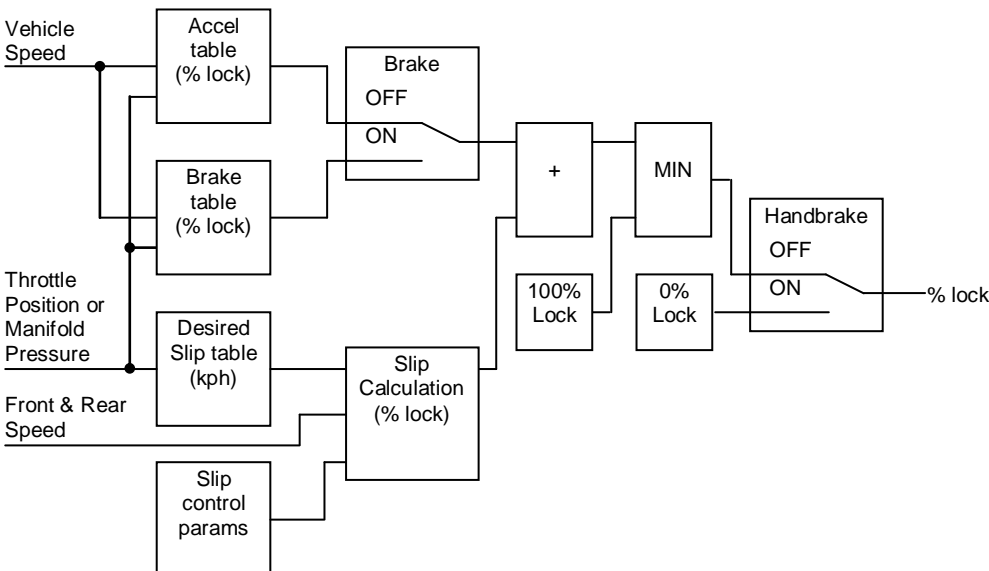 Vehicle
Speed
Accel
table
(% lock)
Brake
OFF
ON
Brake
table
(% lock)
+
MIN
Handbrake
OFF
ON
% lock
100%
Lock
0%
Lock
Throttle
Position or
Manifold
Pressure
Desired
Slip table
(kph)
Slip
Calculation
(% lock)
Front & Rear
Speed
Slip
control
params